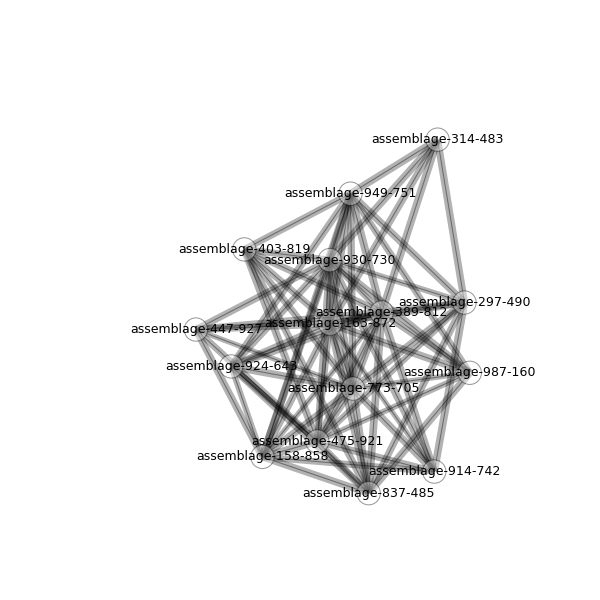 assemblage-314-483
assemblage-949-751
assemblage-403-819
assemblage-930-730
assemblage-297-490
assemblage-389-812
assemblage-163-872
assemblage-447-927
assemblage-924-643
assemblage-987-160
assemblage-773-705
assemblage-475-921
assemblage-158-858
assemblage-914-742
assemblage-837-485